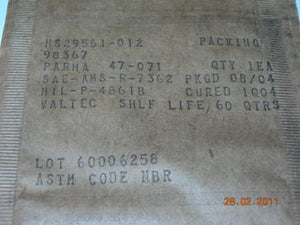 MS29561-012 PACKING
98367
PARMA 47-071 QTY 1EA
SAE-AMS-R-7362 PKGD 08/04
MIL-P-4861B CURED 1Q04
VALTEC SHLF LIFE, 60 QTRS
LOT 60006258
ASTM CODE NBR
28.02.2011